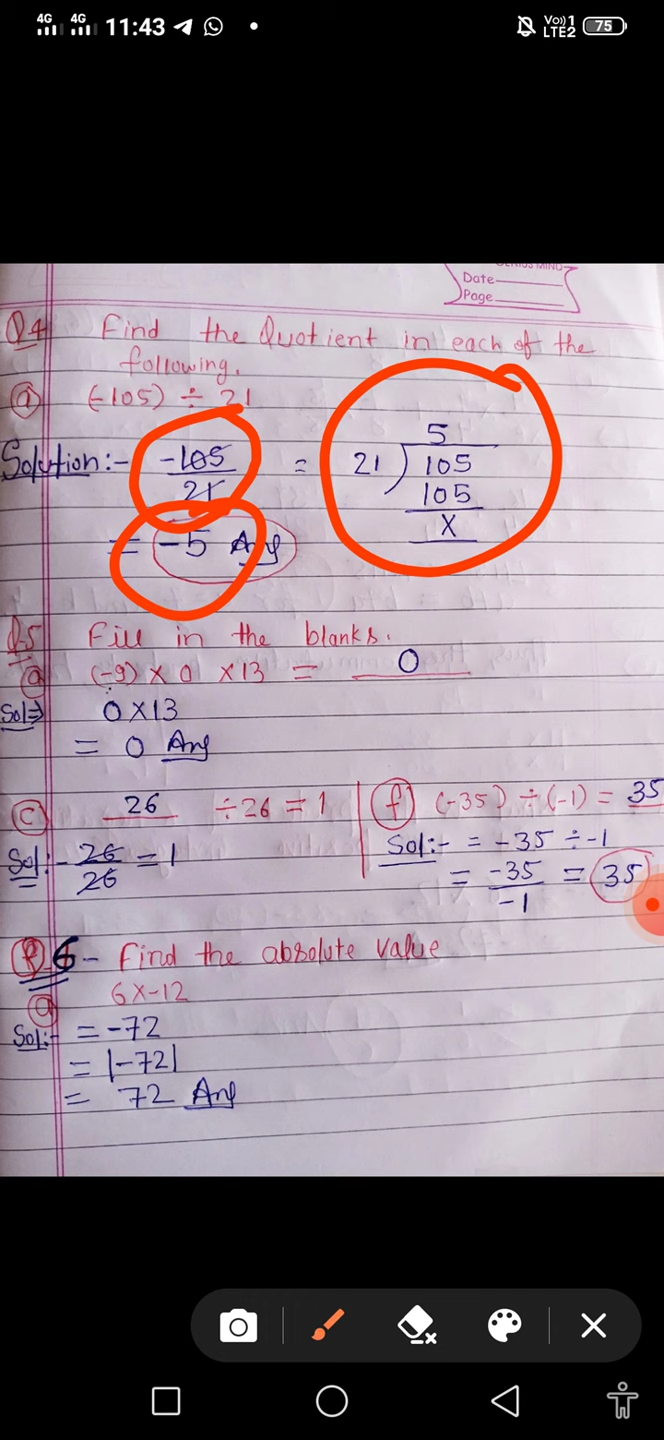 4G 4G 11:43 Vo)) 1 LTE2 75
Date
Page
Q4 Find the Quotient in each of the
following.
a (-105) ÷ 21
Solution:- -105/21 = 21 ) 105
5
105
X
= -5 Ans
Q.5 Fill in the blanks.
a (-9) × 0 × 13 = 0
Sol⇒ 0×13
= 0 Ans
c 26 ÷26 = 1
Sol:- 26/26 = 1
f (-35) ÷ (-1) = 35
Sol:- = -35 ÷ -1
= -35/-1 = 35
6- Find the absolute value
a 6×-12
Sol:- = -72
= |-72|
= 72 Ans